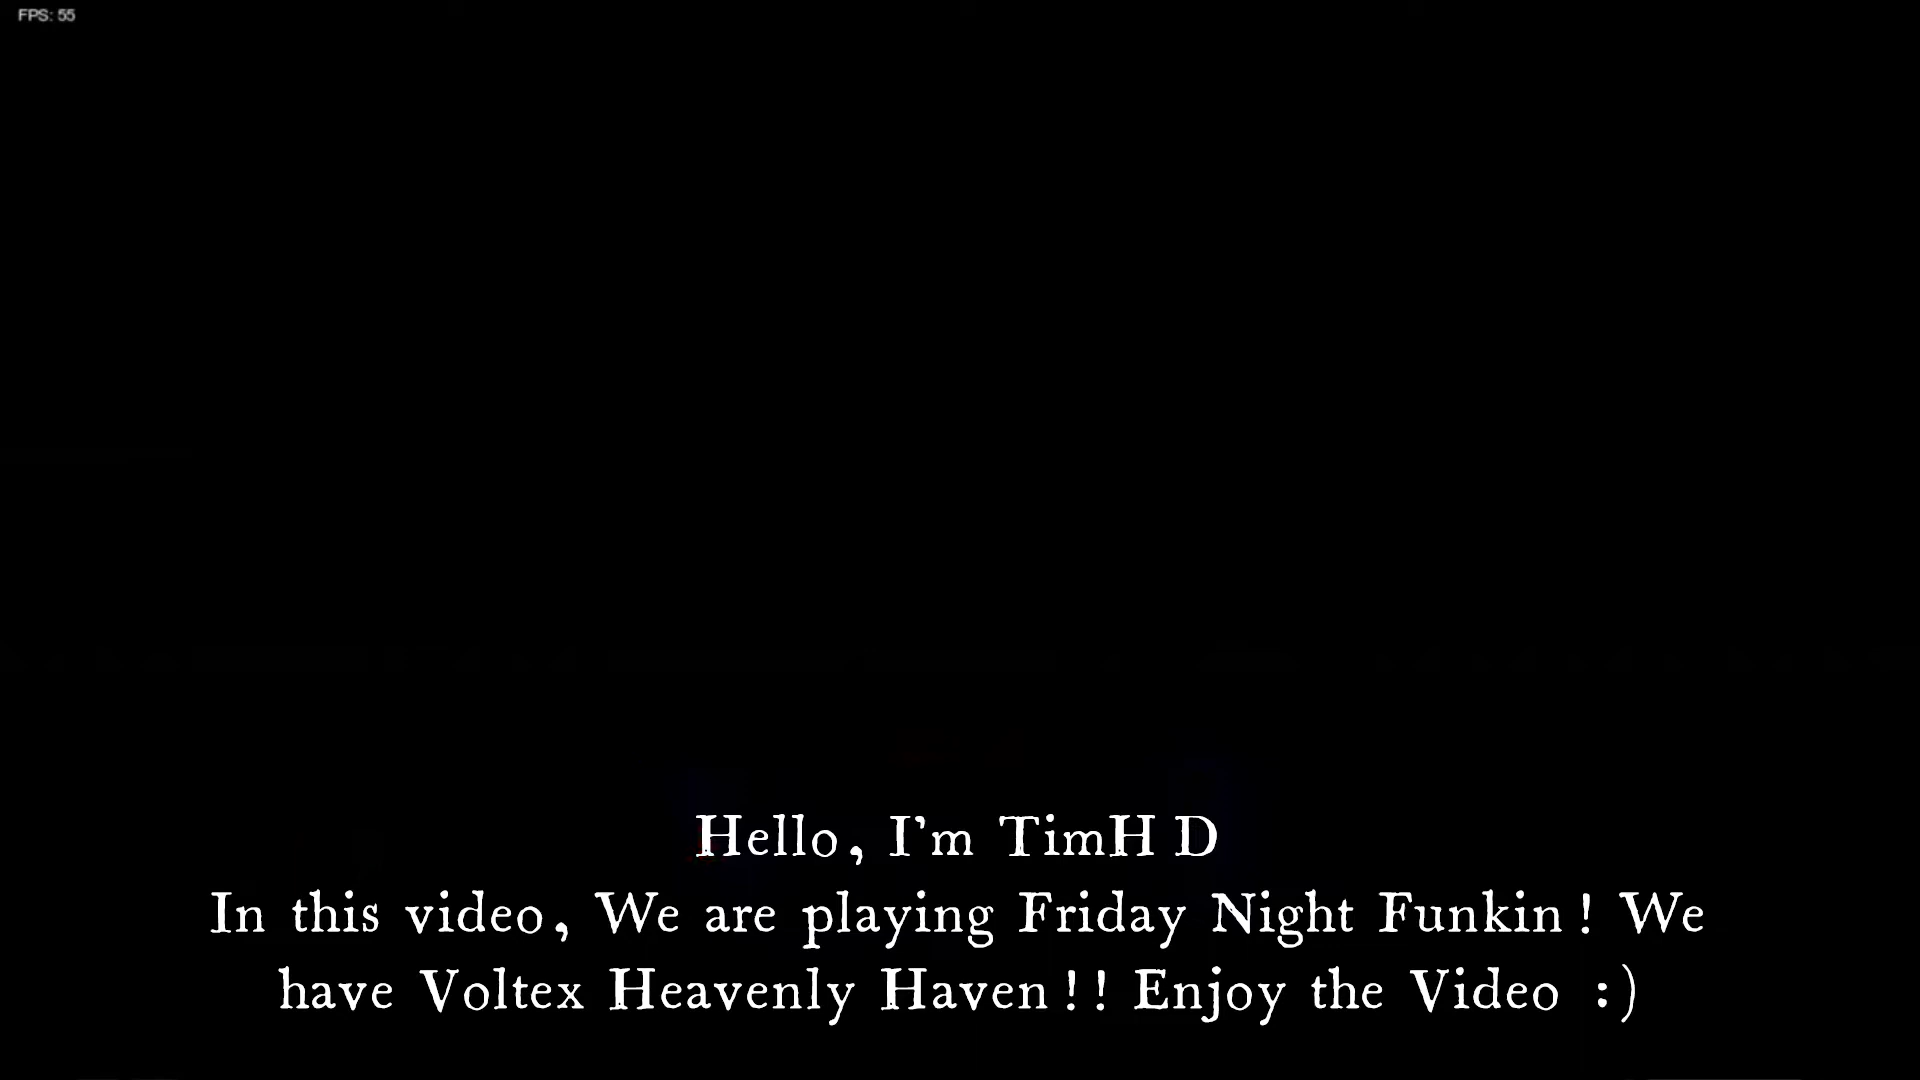 FPS: 55
Hello, I'm TimHD
In this video, We are playing Friday Night Funkin! We
have Voltex Heavenly Haven!! Enjoy the Video :)